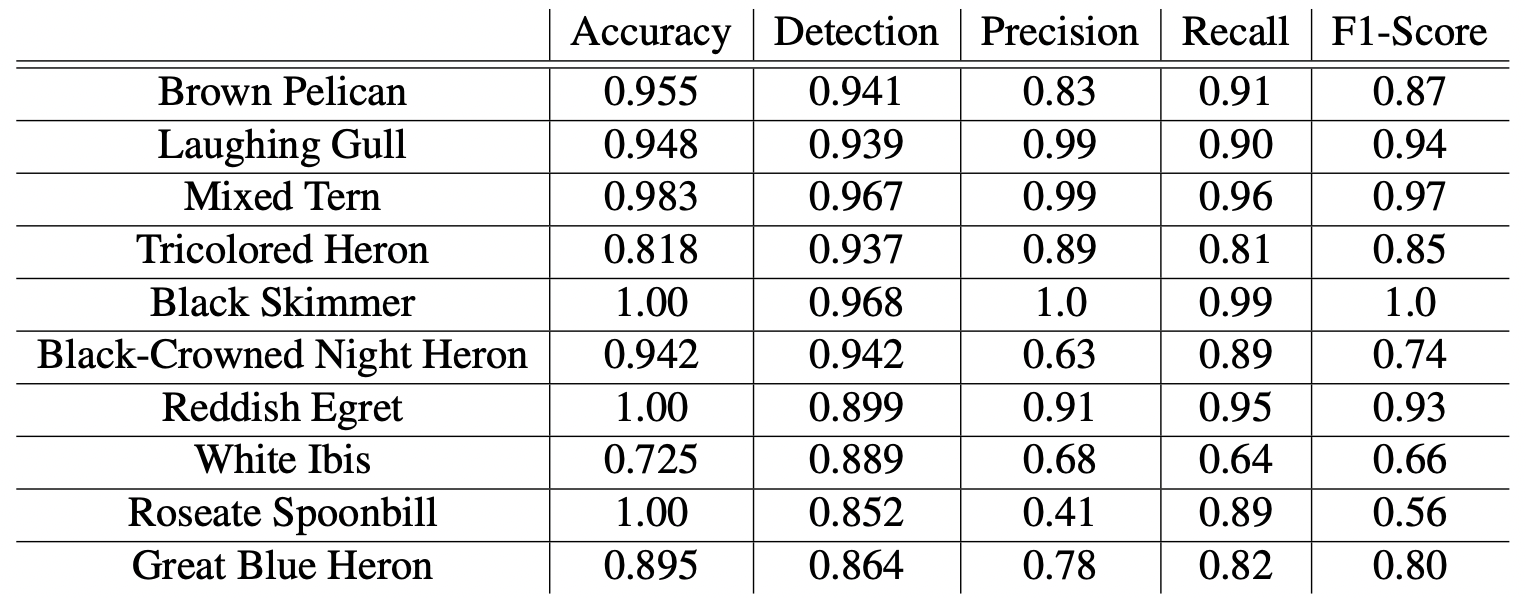 Accuracy Detection Precision Recall F1-Score
Brown Pelican 0.955 0.941 0.83 0.91 0.87
Laughing Gull 0.948 0.939 0.99 0.90 0.94
Mixed Tern 0.983 0.967 0.99 0.96 0.97
Tricolored Heron 0.818 0.937 0.89 0.81 0.85
Black Skimmer 1.00 0.968 1.0 0.99 1.0
Black-Crowned Night Heron 0.942 0.942 0.63 0.89 0.74
Reddish Egret 1.00 0.899 0.91 0.95 0.93
White Ibis 0.725 0.889 0.68 0.64 0.66
Roseate Spoonbill 1.00 0.852 0.41 0.89 0.56
Great Blue Heron 0.895 0.864 0.78 0.82 0.80